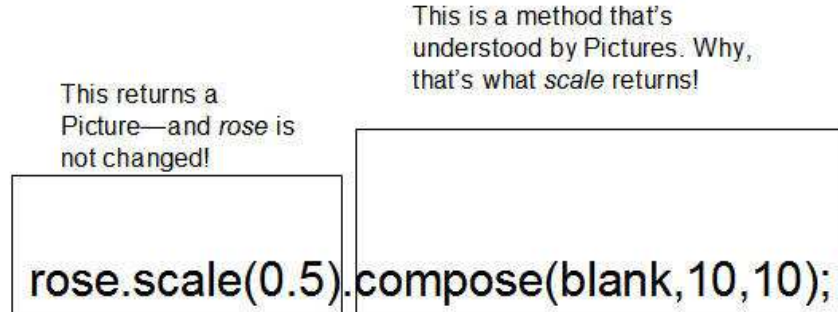 This is a method that's
understood by Pictures. Why,
that's what scale returns!
This returns a
Picture—and rose is
not changed!
rose.scale(0.5).compose(blank,10,10);